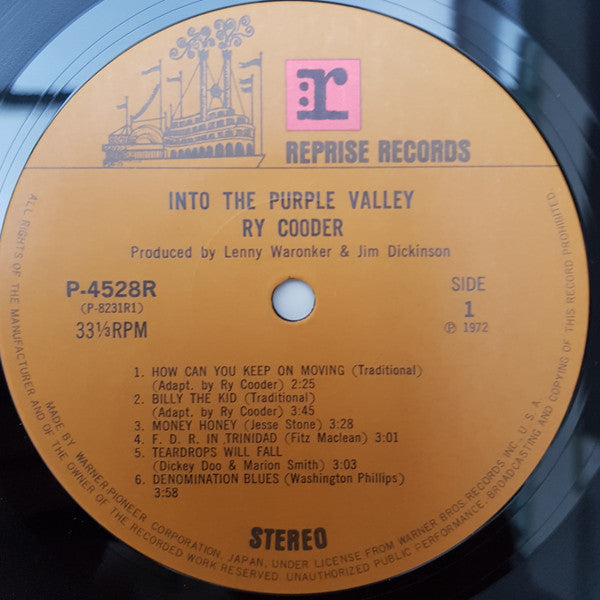 r
REPRISE RECORDS
INTO THE PURPLE VALLEY
RY COODER
Produced by Lenny Waronker & Jim Dickinson
P-4528R
(P-8231R1)
33⅓RPM
SIDE
1
Ⓟ 1972
1. HOW CAN YOU KEEP ON MOVING (Traditional)
(Adapt. by Ry Cooder) 2:25
2. BILLY THE KID (Traditional)
(Adapt. by Ry Cooder) 3:45
3. MONEY HONEY (Jesse Stone) 3:28
4. F. D. R. IN TRINIDAD (Fitz Maclean) 3:01
5. TEARDROPS WILL FALL
(Dickey Doo & Marion Smith) 3:03
6. DENOMINATION BLUES (Washington Phillips)
3:58
STEREO
MADE BY WARNER-PIONEER CORPORATION, JAPAN, UNDER LICENSE FROM WARNER BROS RECORDS INC., U. S. A.
ALL RIGHTS OF THE MANUFACTURER AND OF THE OWNER OF THE RECORDED WORK RESERVED. UNAUTHORIZED PUBLIC PERFORMANCE, BROADCASTING AND COPYING OF THIS RECORD PROHIBITED.